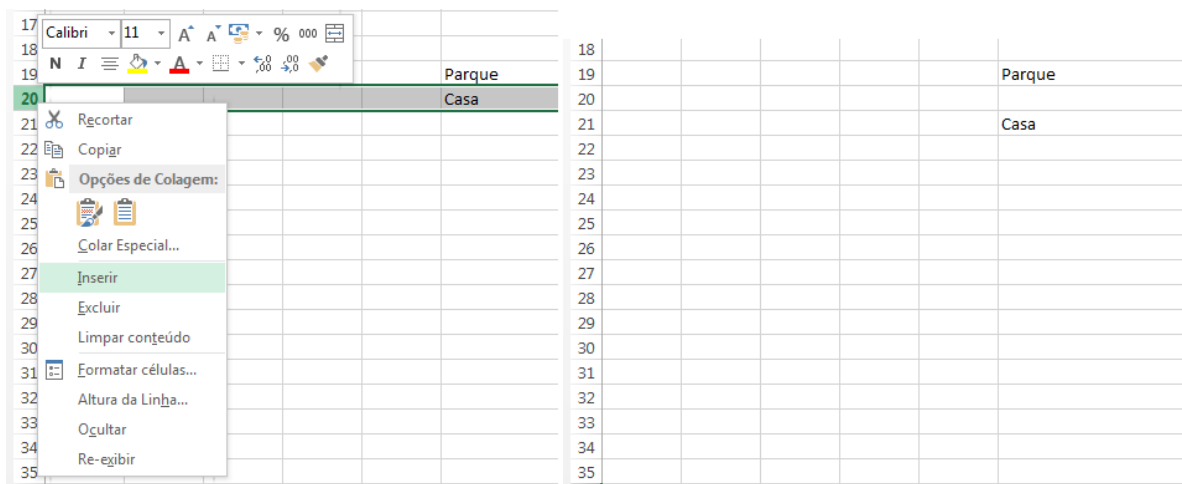 17
Calibri 11 A A % 000
18
N I A ,00 ,00
19 Parque
20 Casa
21 Recortar
22 Copiar
23 Opções de Colagem:
24
25
26 Colar Especial...
27 Inserir
28 Excluir
29 Limpar conteúdo
30
31 Formatar células...
32 Altura da Linha...
33 Ocultar
34 Re-exibir
35
18
19 Parque
20
21 Casa
22
23
24
25
26
27
28
29
30
31
32
33
34
35